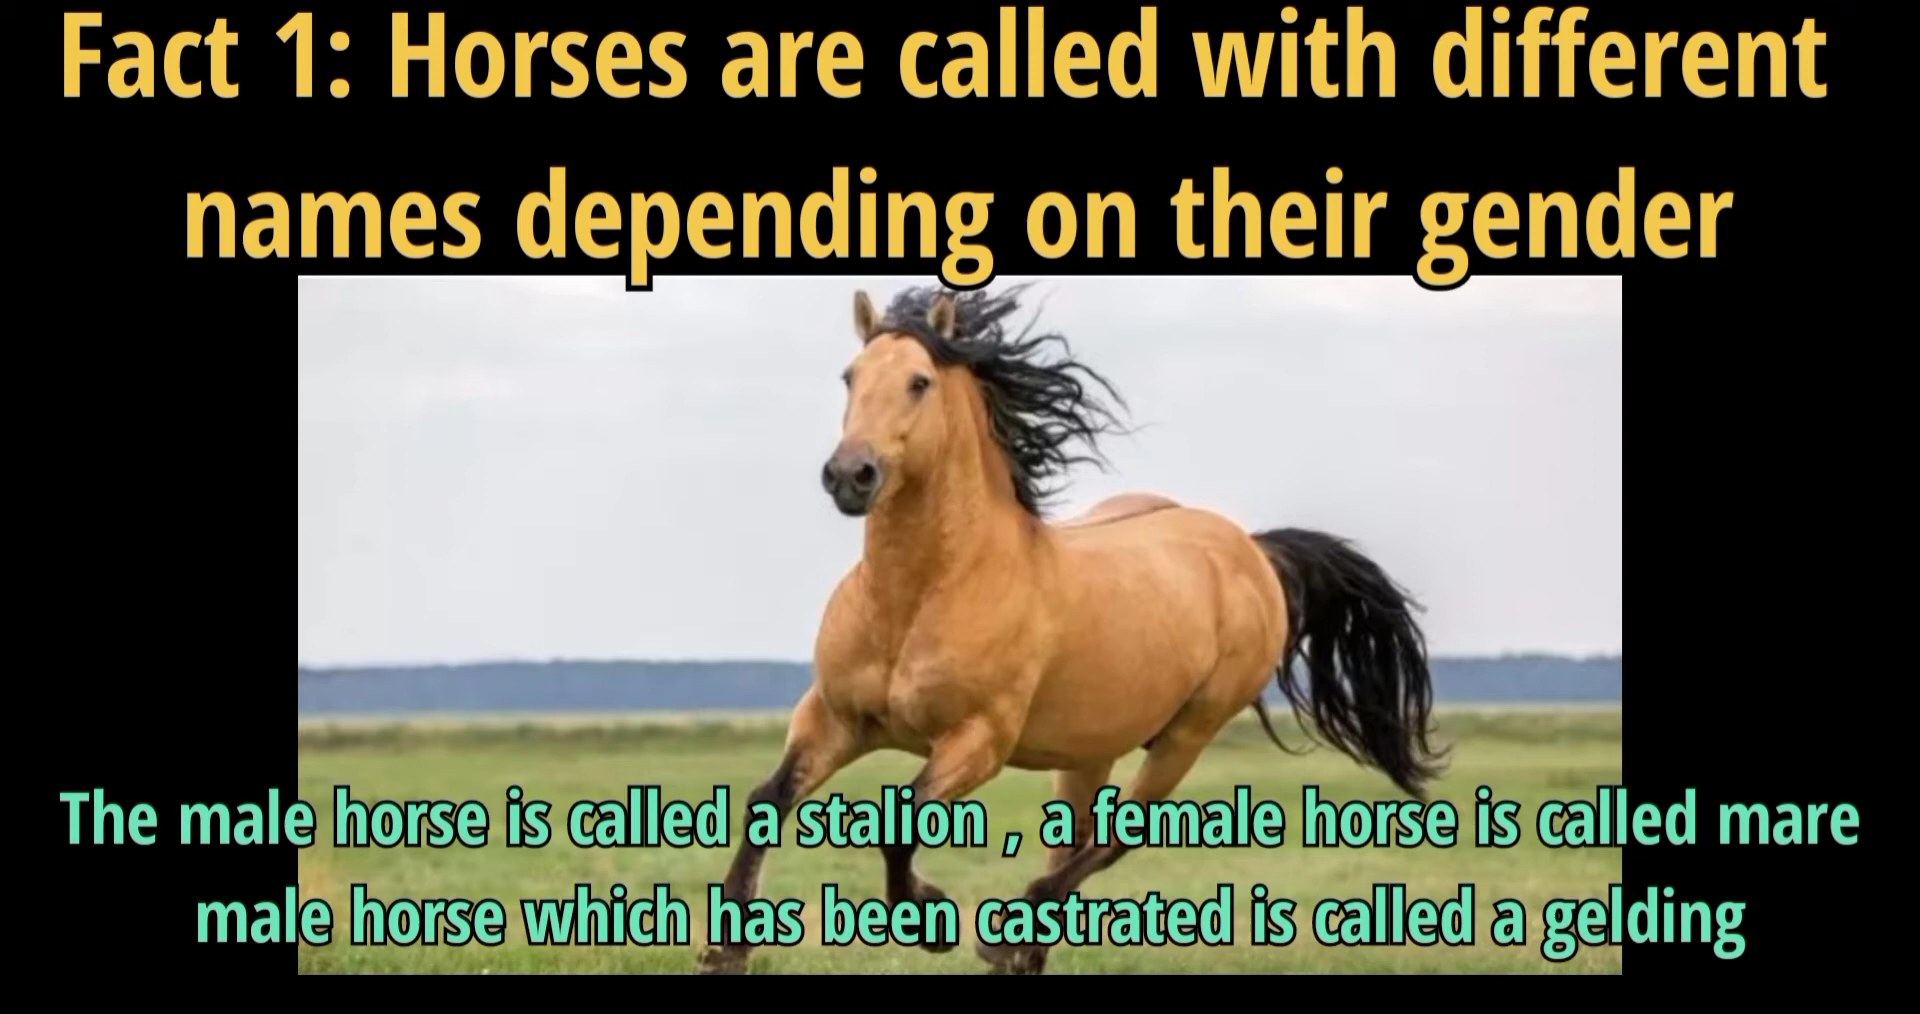 Fact 1: Horses are called with different
names depending on their gender
The male horse is called a stalion , a female horse is called mare
male horse which has been castrated is called a gelding